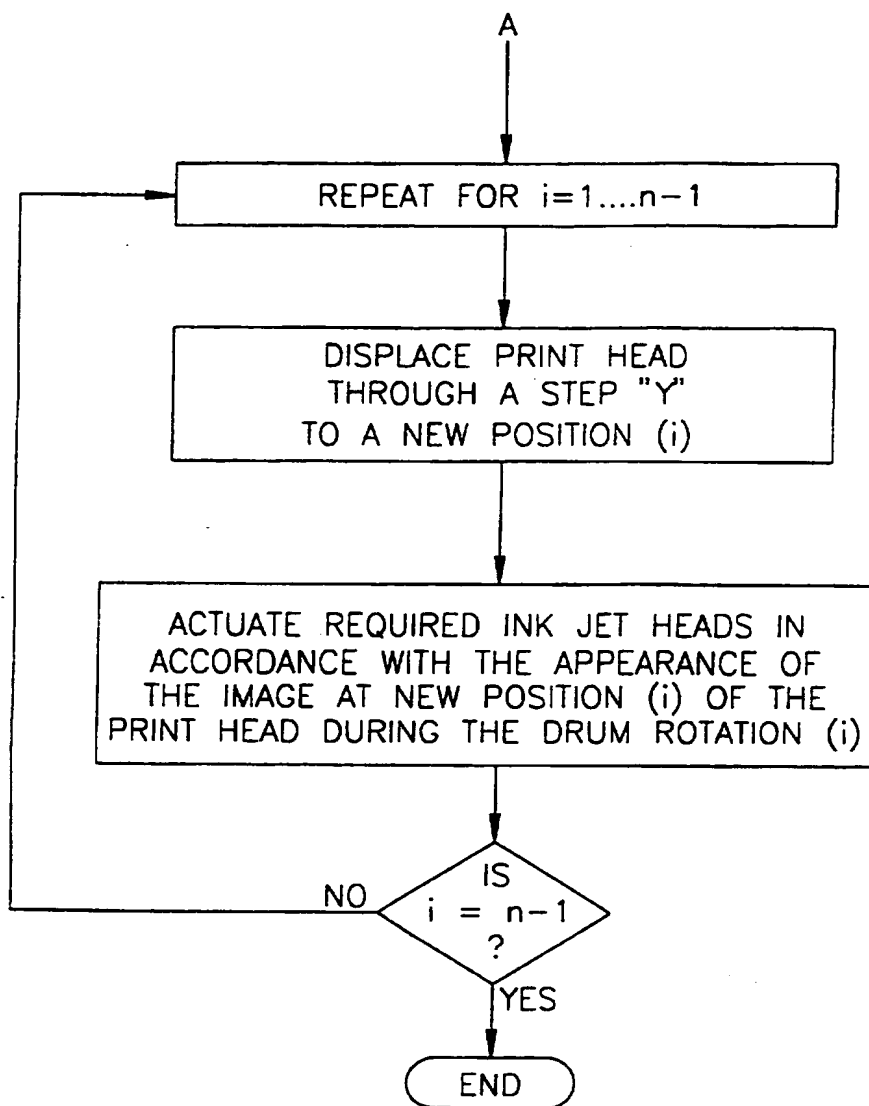 A
REPEAT FOR i=1....n-1
DISPLACE PRINT HEAD
THROUGH A STEP "Y"
TO A NEW POSITION (i)
ACTUATE REQUIRED INK JET HEADS IN
ACCORDANCE WITH THE APPEARANCE OF
THE IMAGE AT NEW POSITION (i) OF THE
PRINT HEAD DURING THE DRUM ROTATION (i)
IS
i = n-1
?
NO
YES
END